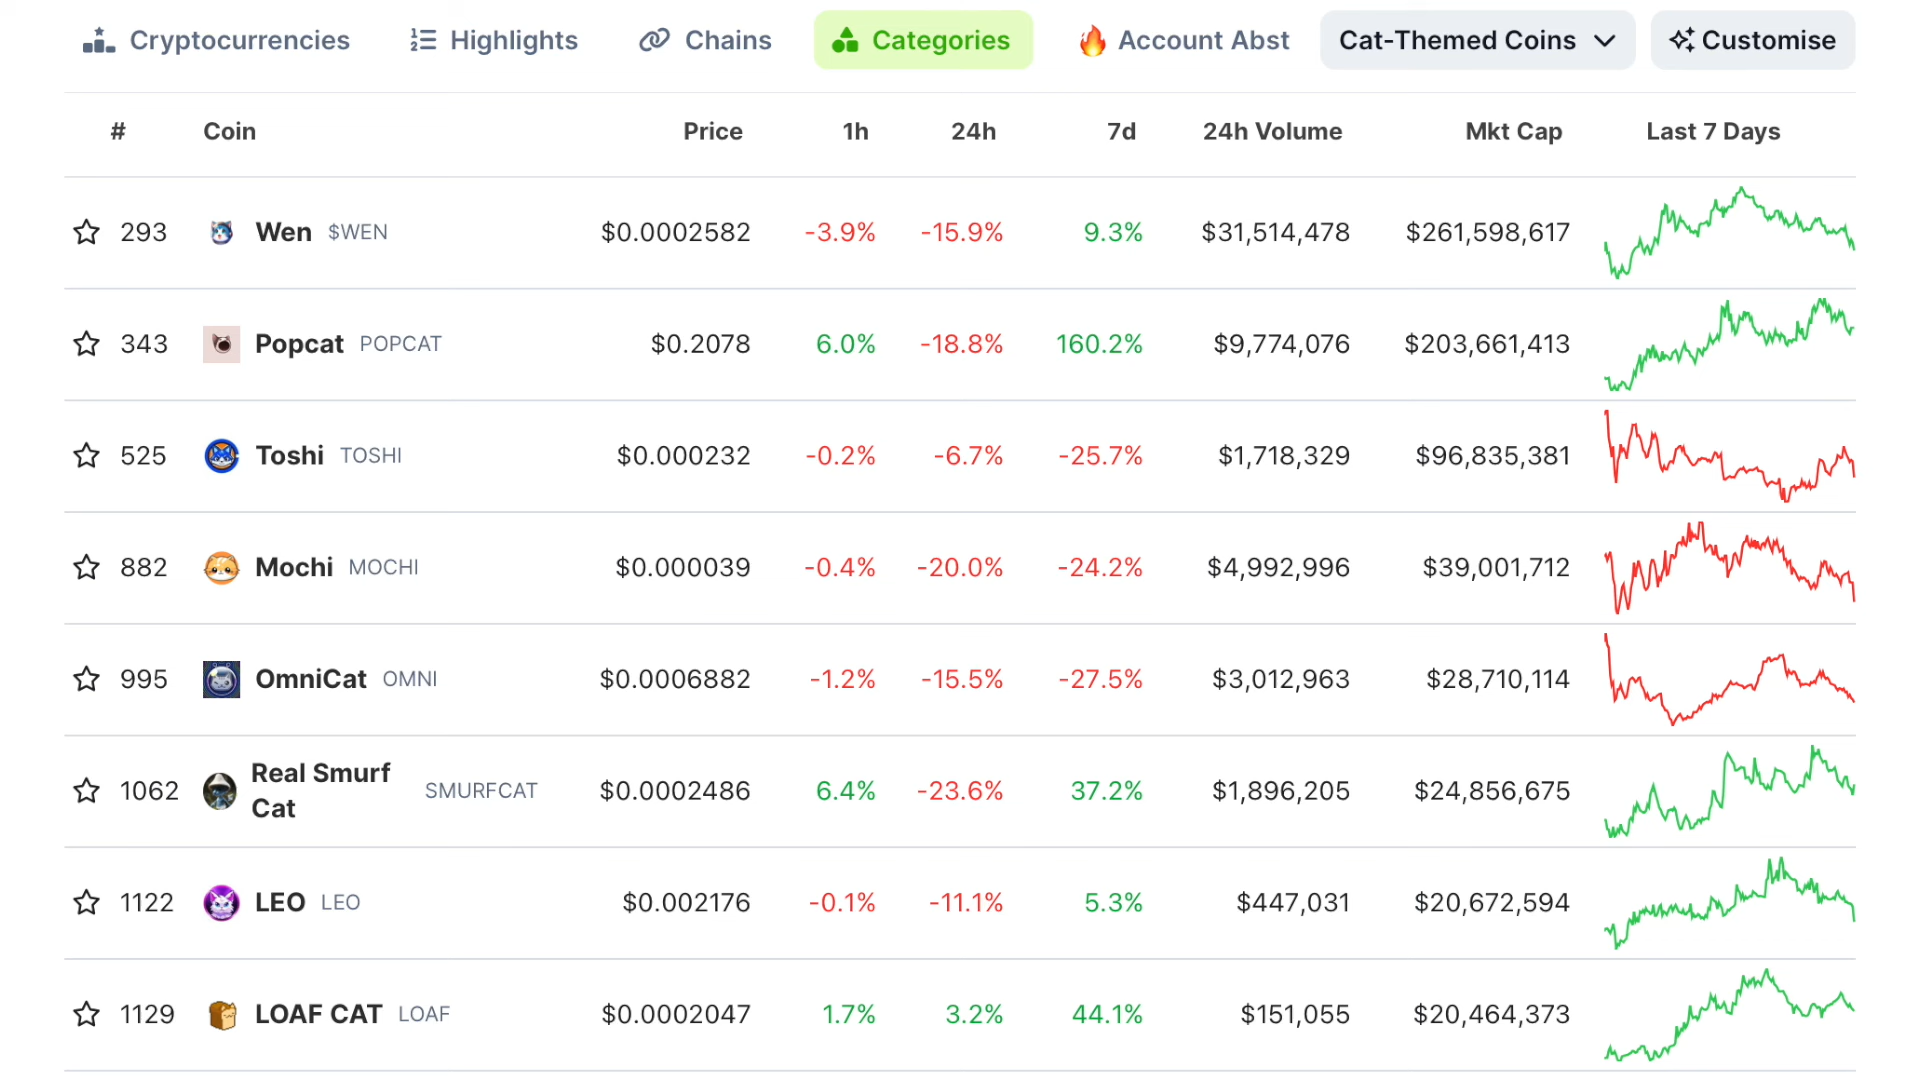 Cryptocurrencies Highlights Chains Categories Account Abst Cat-Themed Coins Customise
# Coin Price 1h 24h 7d 24h Volume Mkt Cap Last 7 Days
293 Wen $WEN $0.0002582 -3.9% -15.9% 9.3% $31,514,478 $261,598,617
343 Popcat POPCAT $0.2078 6.0% -18.8% 160.2% $9,774,076 $203,661,413
525 Toshi TOSHI $0.000232 -0.2% -6.7% -25.7% $1,718,329 $96,835,381
882 Mochi MOCHI $0.000039 -0.4% -20.0% -24.2% $4,992,996 $39,001,712
995 OmniCat OMNI $0.0006882 -1.2% -15.5% -27.5% $3,012,963 $28,710,114
1062 Real Smurf Cat SMURFCAT $0.0002486 6.4% -23.6% 37.2% $1,896,205 $24,856,675
1122 LEO LEO $0.002176 -0.1% -11.1% 5.3% $447,031 $20,672,594
1129 LOAF CAT LOAF $0.0002047 1.7% 3.2% 44.1% $151,055 $20,464,373